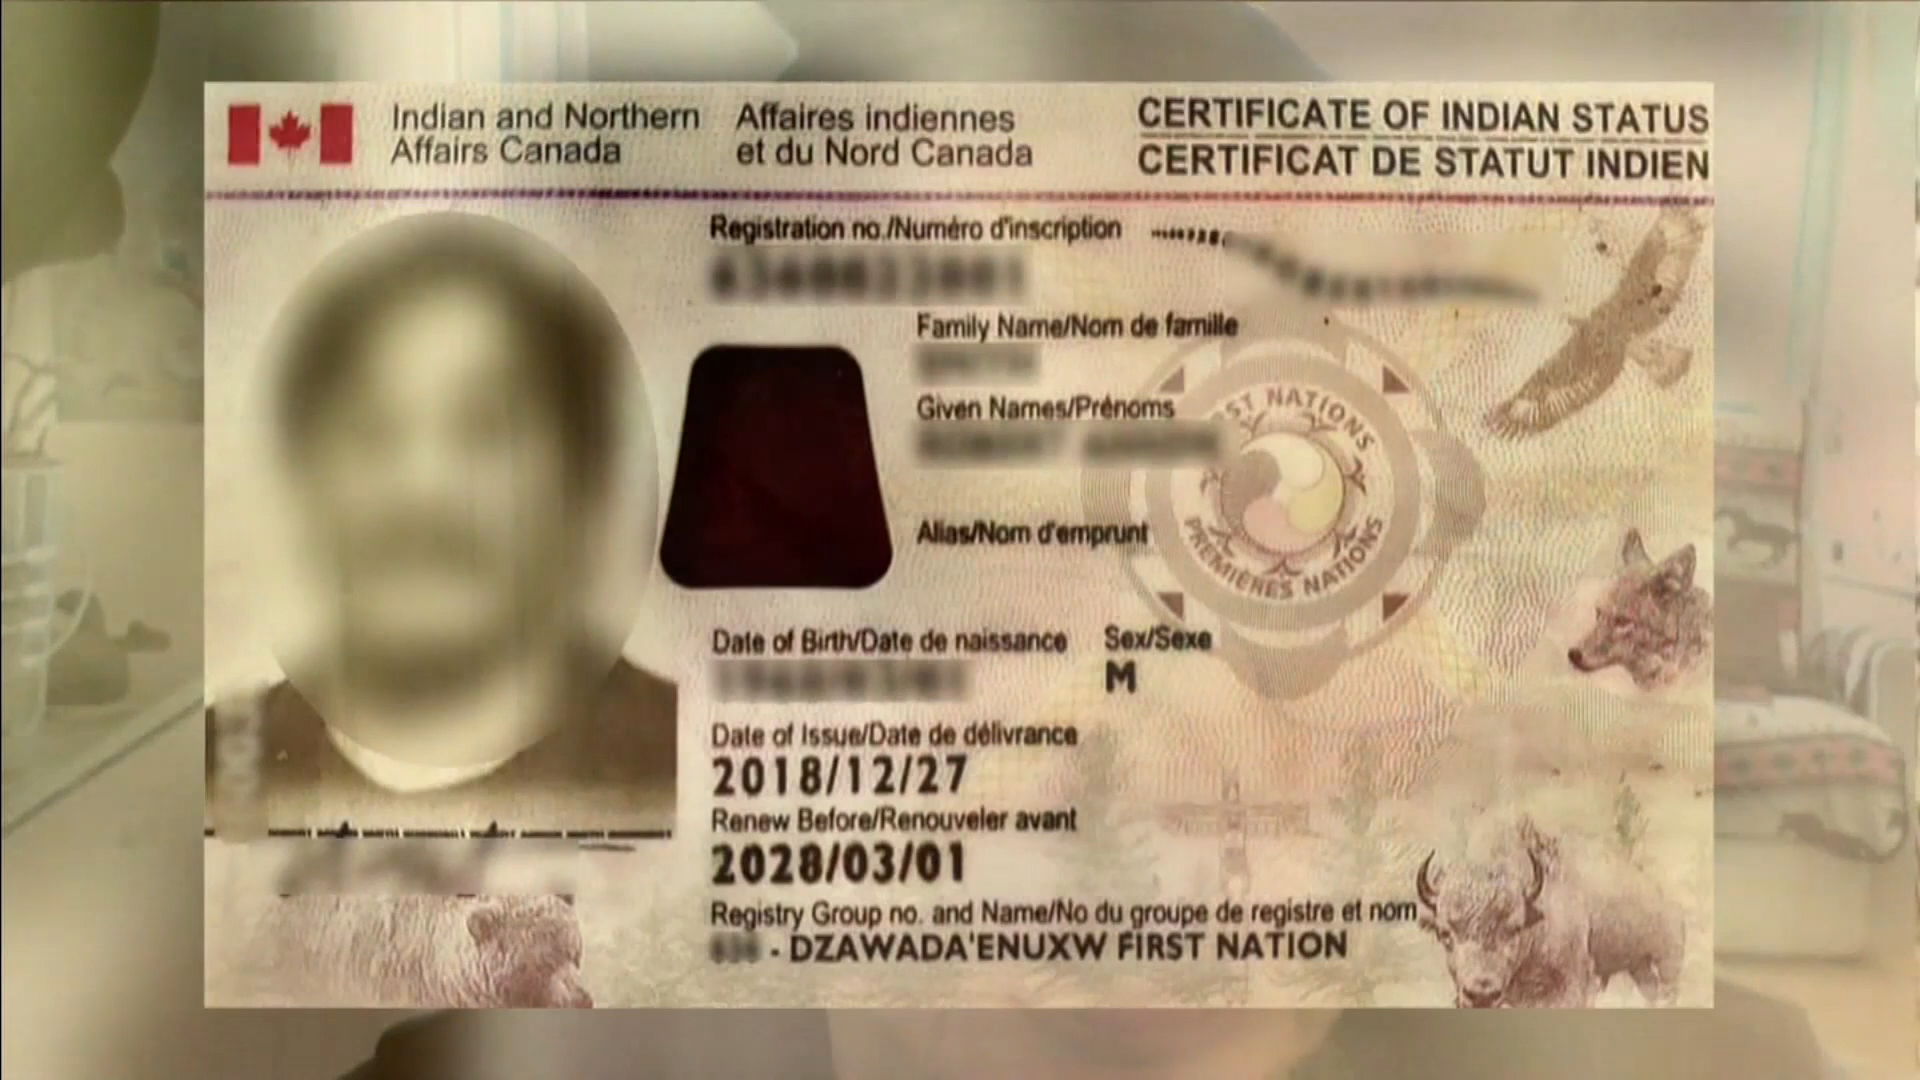 Indian and Northern Affairs Canada
Affaires indiennes et du Nord Canada
CERTIFICATE OF INDIAN STATUS
CERTIFICAT DE STATUT INDIEN
Registration no./Numéro d'inscription
Family Name/Nom de famille
Given Names/Prénoms
NATIONS
PREMIÈRES NATIONS
Alias/Nom d'emprunt
Date of Birth/Date de naissance
Sex/Sexe
M
Date of Issue/Date de délivrance
2018/12/27
Renew Before/Renouveler avant
2028/03/01
Registry Group no. and Name/No du groupe de registre et nom
- DZAWADA'ENUXW FIRST NATION